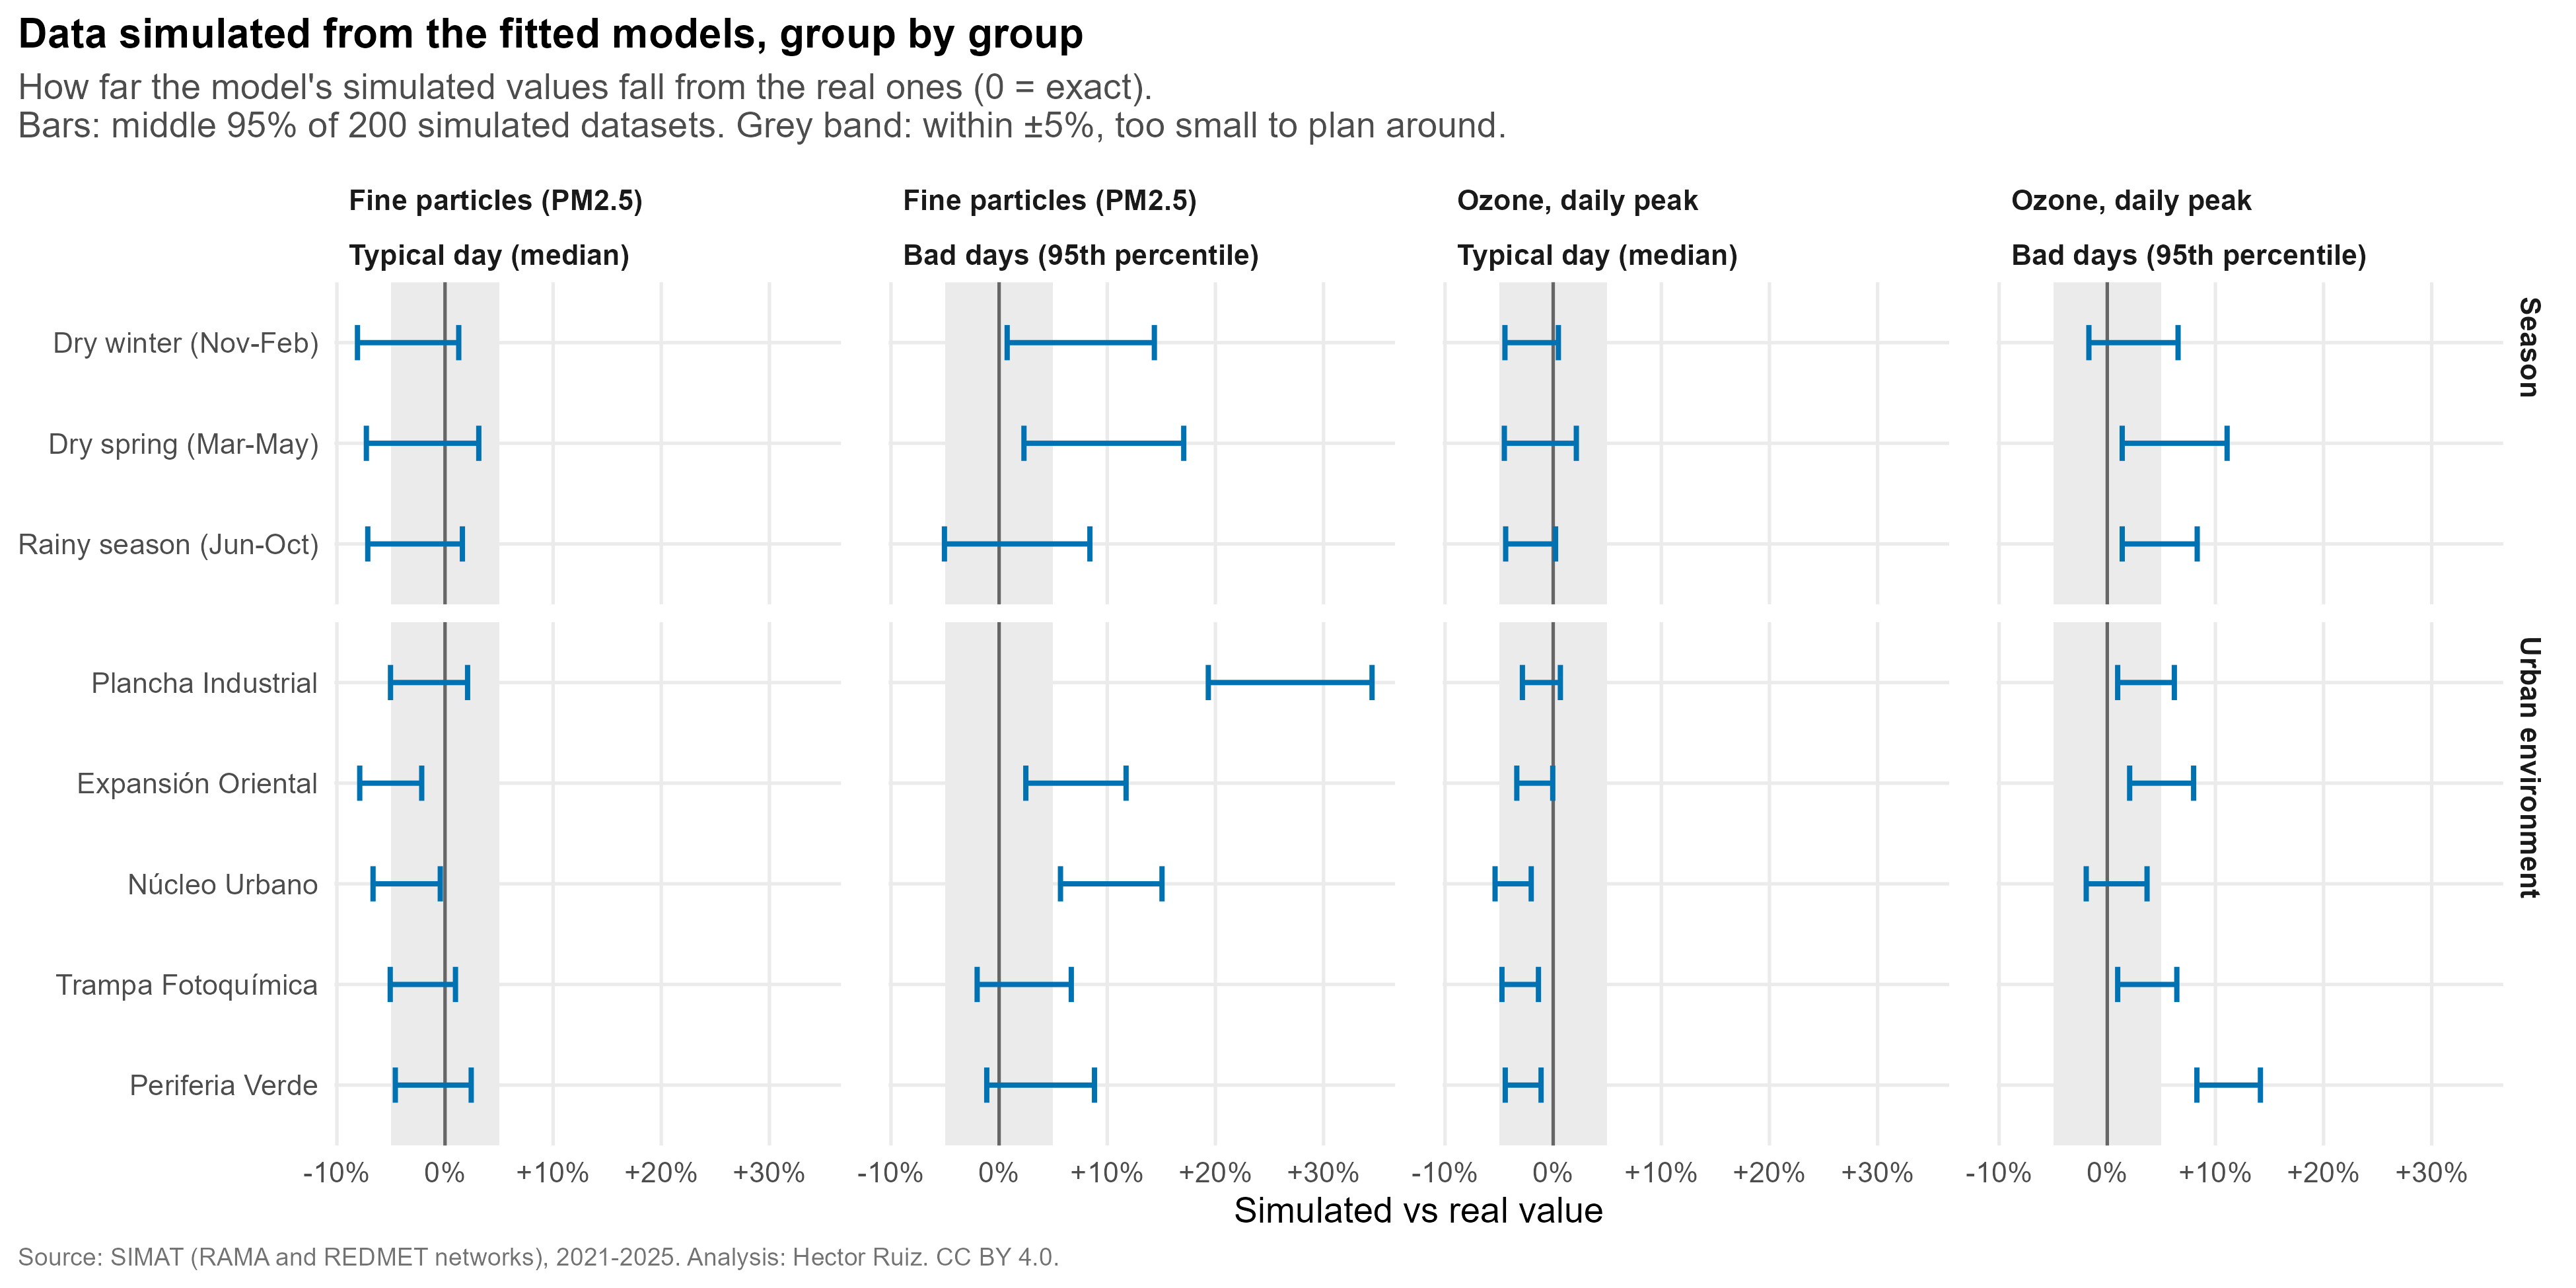 Data simulated from the fitted models, group by group
How far the model's simulated values fall from the real ones (0 = exact).
Bars: middle 95% of 200 simulated datasets. Grey band: within ±5%, too small to plan around.
Fine particles (PM2.5)
Fine particles (PM2.5)
Ozone, daily peak
Ozone, daily peak
Typical day (median)
Bad days (95th percentile)
Typical day (median)
Bad days (95th percentile)
Season
Dry winter (Nov-Feb)
Dry spring (Mar-May)
Rainy season (Jun-Oct)
Urban environment
Plancha Industrial
Expansión Oriental
Núcleo Urbano
Trampa Fotoquímica
Periferia Verde
-10% 0% +10% +20% +30%
-10% 0% +10% +20% +30%
-10% 0% +10% +20% +30%
-10% 0% +10% +20% +30%
Simulated vs real value
Source: SIMAT (RAMA and REDMET networks), 2021-2025. Analysis: Hector Ruiz. CC BY 4.0.